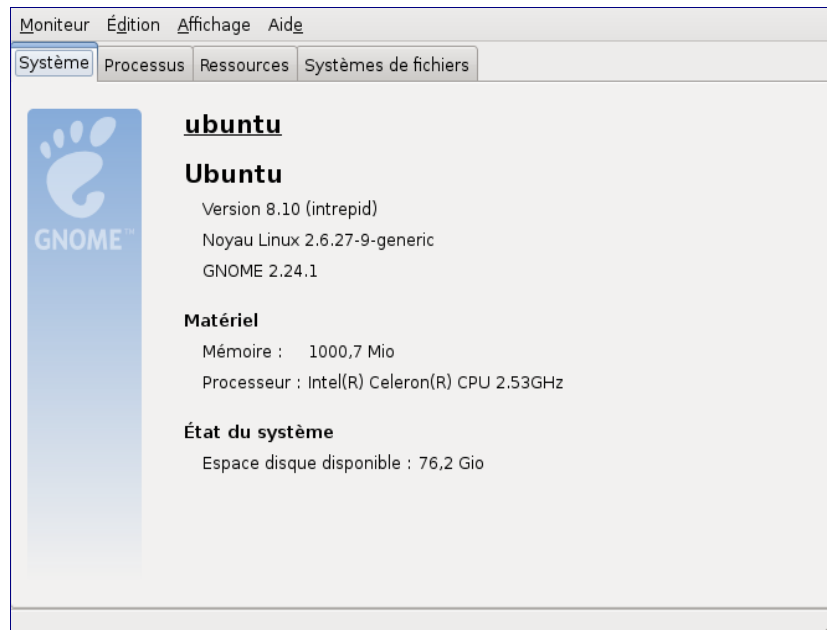 Moniteur Édition Affichage Aide
Système Processus Ressources Systèmes de fichiers
ubuntu
Ubuntu
Version 8.10 (intrepid)
Noyau Linux 2.6.27-9-generic
GNOME 2.24.1
GNOME™
Matériel
Mémoire : 1000,7 Mio
Processeur : Intel(R) Celeron(R) CPU 2.53GHz
État du système
Espace disque disponible : 76,2 Gio